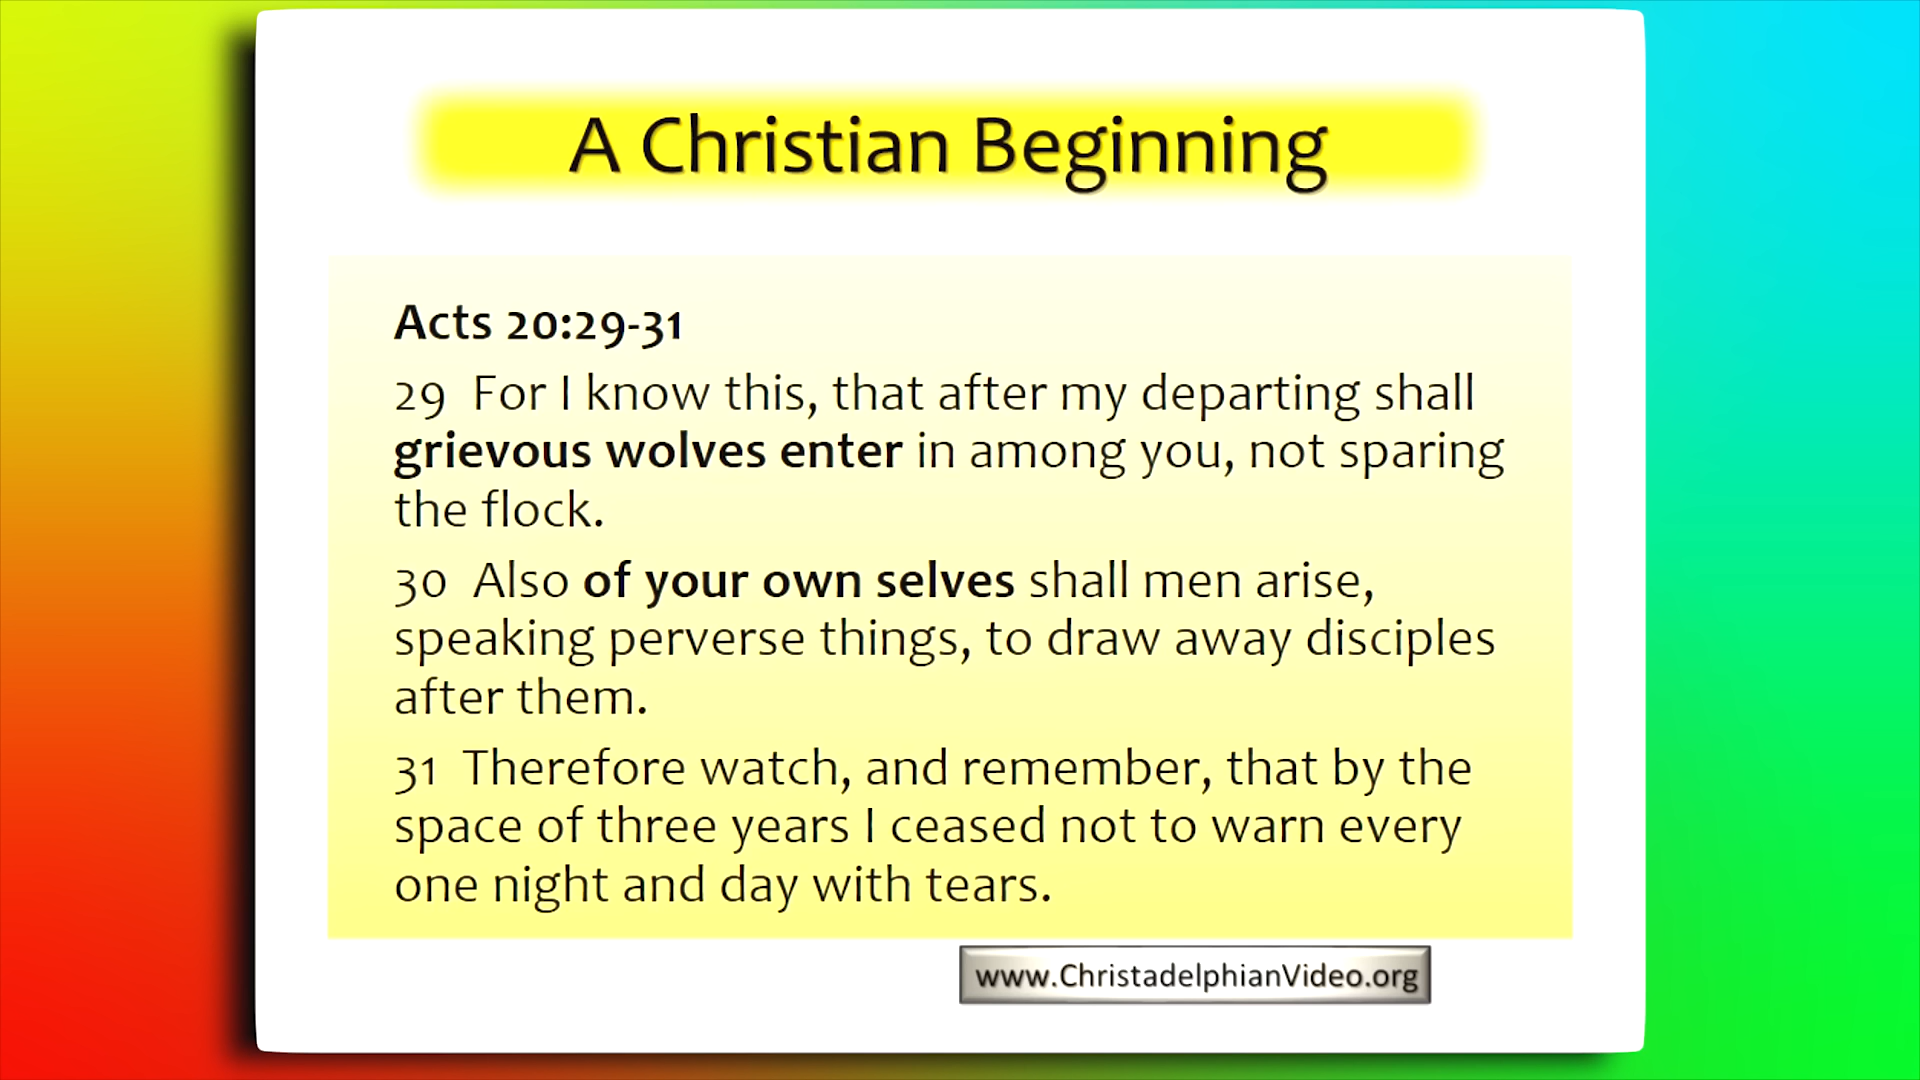 A Christian Beginning
Acts 20:29-31
29 For I know this, that after my departing shall
grievous wolves enter in among you, not sparing
the flock.
30 Also of your own selves shall men arise,
speaking perverse things, to draw away disciples
after them.
31 Therefore watch, and remember, that by the
space of three years I ceased not to warn every
one night and day with tears.
www.ChristadelphianVideo.org